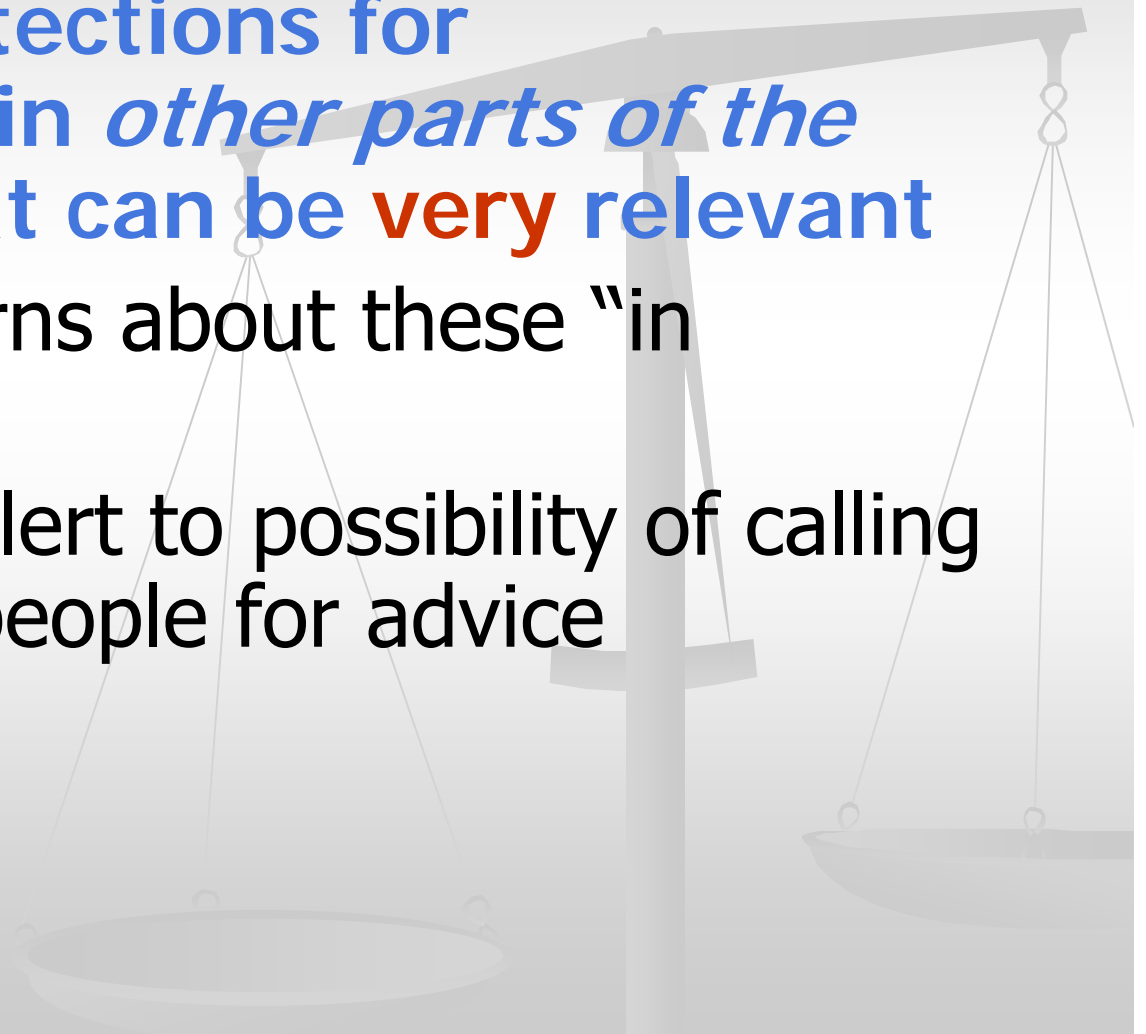 tections for
in other parts of the
t can be very relevant
rns about these “in
lert to possibility of calling
people for advice